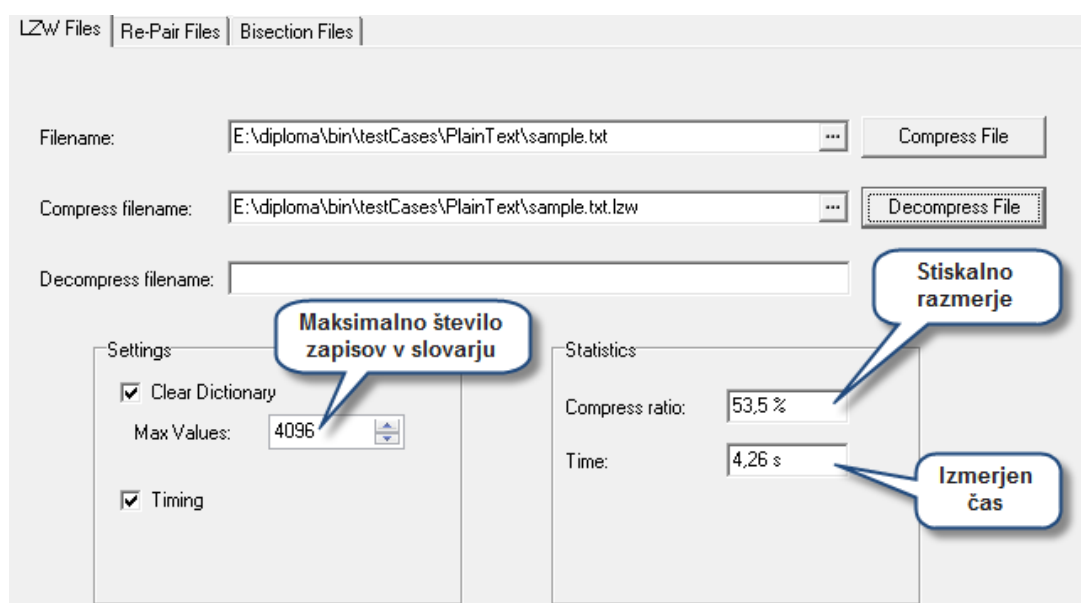 LZW Files Re-Pair Files Bisection Files
Filename: E:\diploma\bin\testCases\PlainText\sample.txt ... Compress File
Compress filename: E:\diploma\bin\testCases\PlainText\sample.txt.lzw ... Decompress File
Decompress filename:
Stiskalno
razmerje
Maksimalno število
zapisov v slovarju
Settings
Clear Dictionary
Max Values: 4096
Timing
Statistics
Compress ratio: 53,5 %
Time: 4,26 s
Izmerjen
čas